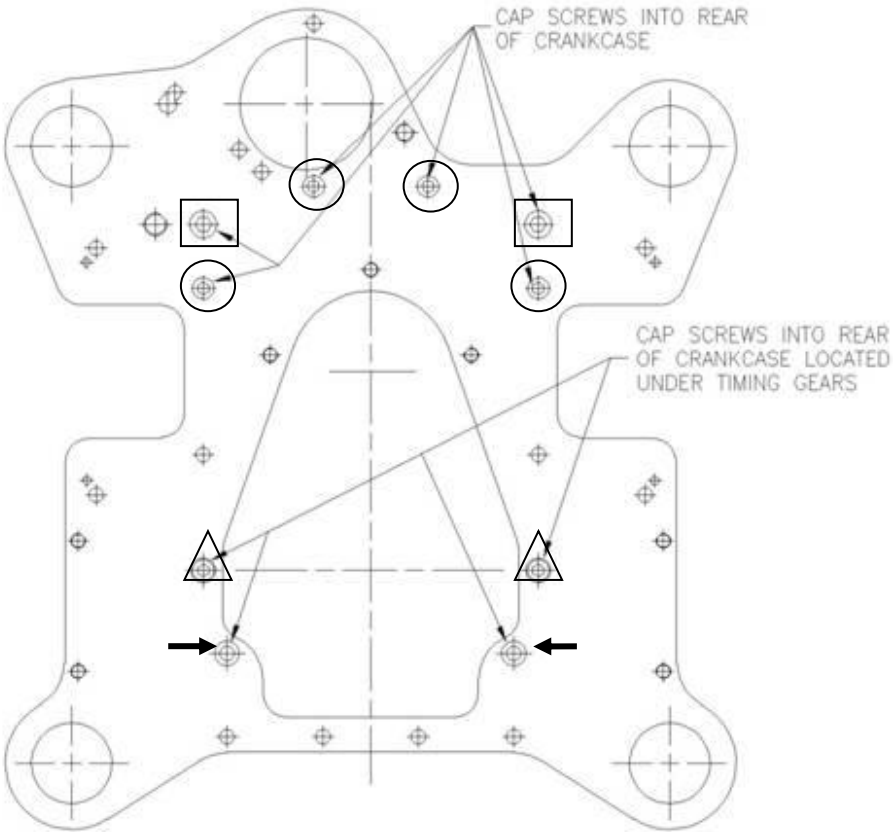 CAP SCREWS INTO REAR
OF CRANKCASE
CAP SCREWS INTO REAR
OF CRANKCASE LOCATED
UNDER TIMING GEARS